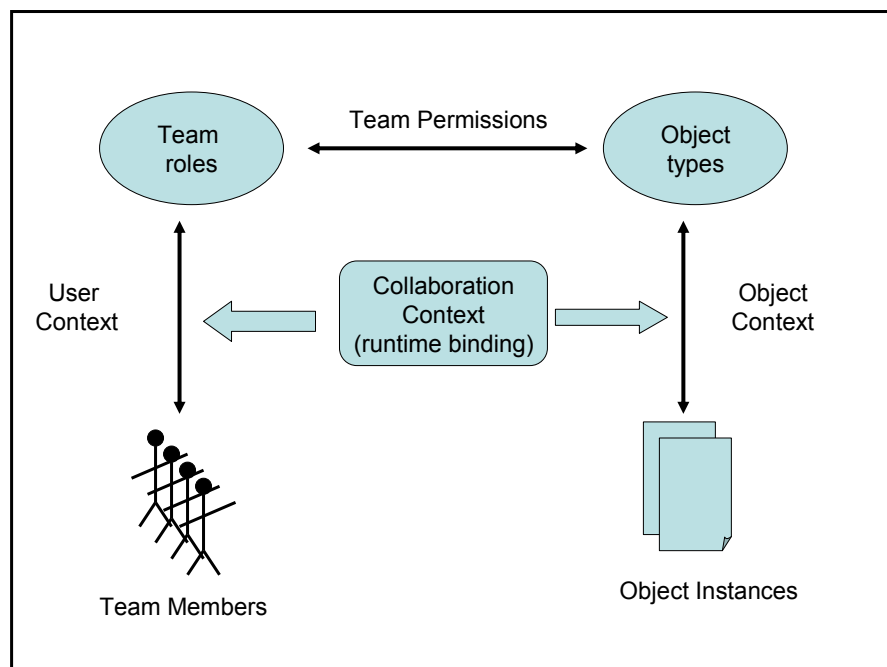 Team
roles
Team Permissions
Object
types
User
Context
Collaboration
Context
(runtime binding)
Object
Context
Team Members
Object Instances